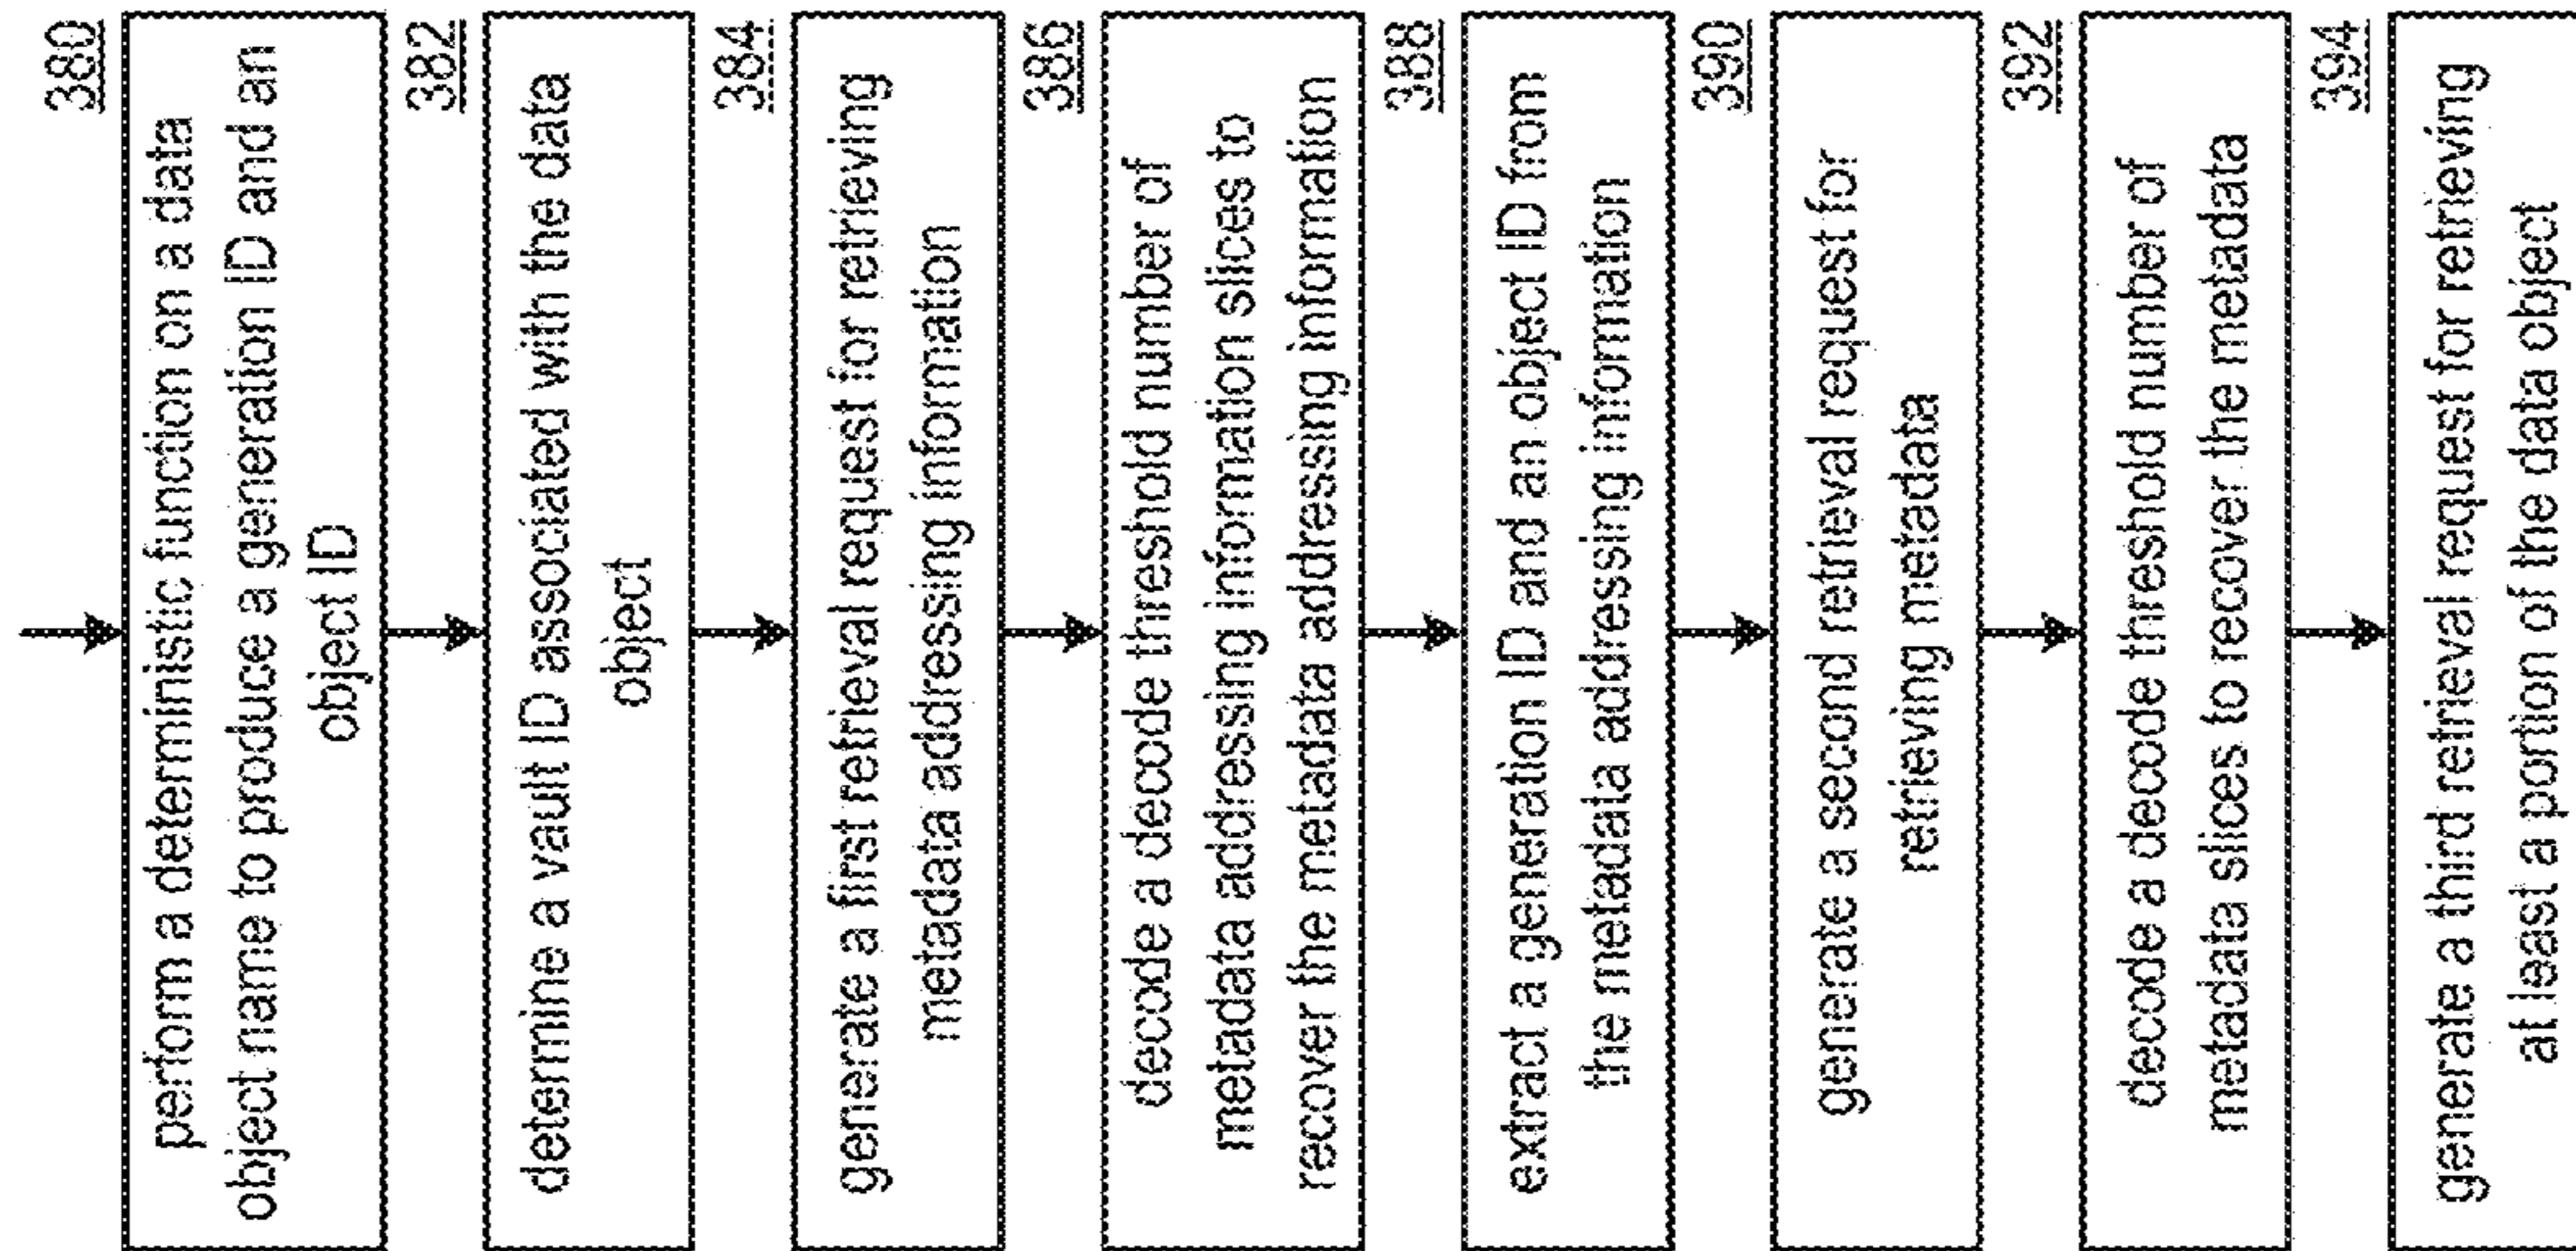 380
perform a deterministic function on a data
object name to produce a generation ID and an
object ID
382
determine a vault ID associated with the data
object
384
generate a first retrieval request for retrieving
metadata addressing information
386
decode a decode threshold number of
metadata addressing information slices to
recover the metadata addressing information
388
extract a generation ID and an object ID from
the metadata addressing information
390
generate a second retrieval request for
retrieving metadata
392
decode a decode threshold number of
metadata slices to recover the metadata
394
generate a third retrieval request for retrieving
at least a portion of the data object